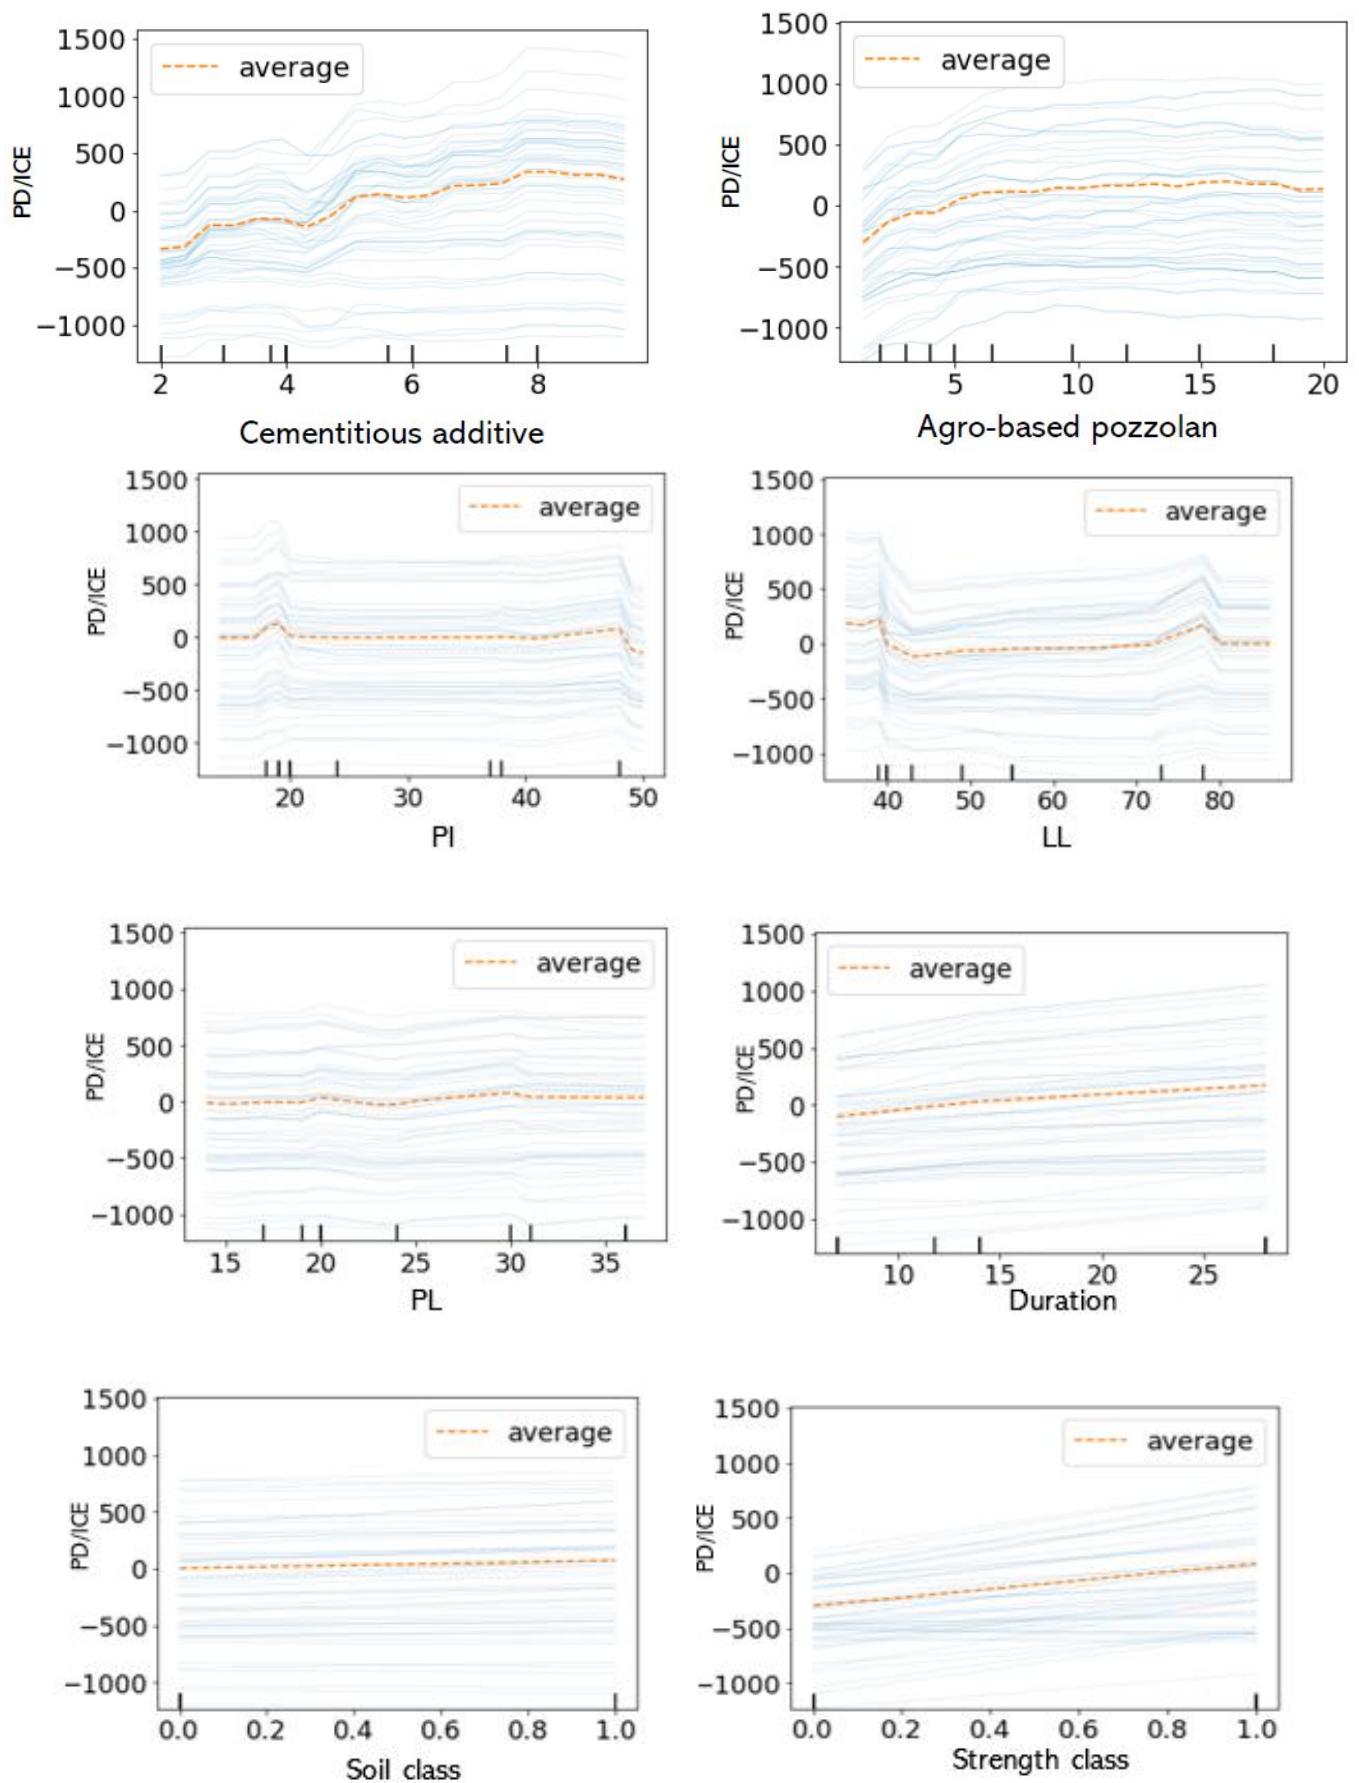 1500
average
1000
500
0
−500
−1000
PD/ICE
2 4 6 8
Cementitious additive
1500
average
1000
500
0
−500
−1000
PD/ICE
5 10 15 20
Agro-based pozzolan
1500
average
1000
500
0
−500
−1000
PD/ICE
20 30 40 50
PI
1500
average
1000
500
0
−500
−1000
PD/ICE
40 50 60 70 80
LL
1500
average
1000
500
0
−500
−1000
PD/ICE
15 20 25 30 35
PL
1500
average
1000
500
0
−500
−1000
PD/ICE
10 15 20 25
Duration
1500
average
1000
500
0
−500
−1000
PD/ICE
0.0 0.2 0.4 0.6 0.8 1.0
Soil class
1500
average
1000
500
0
−500
−1000
PD/ICE
0.0 0.2 0.4 0.6 0.8 1.0
Strength class